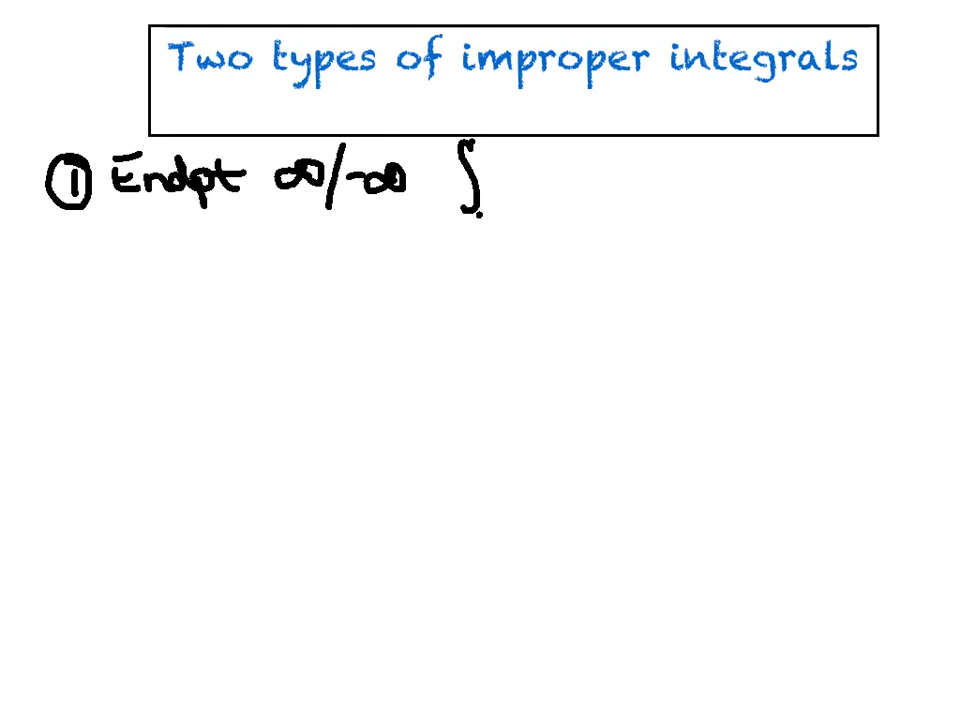 Two types of improper integrals
① Endpt ∞/-∞ ∫